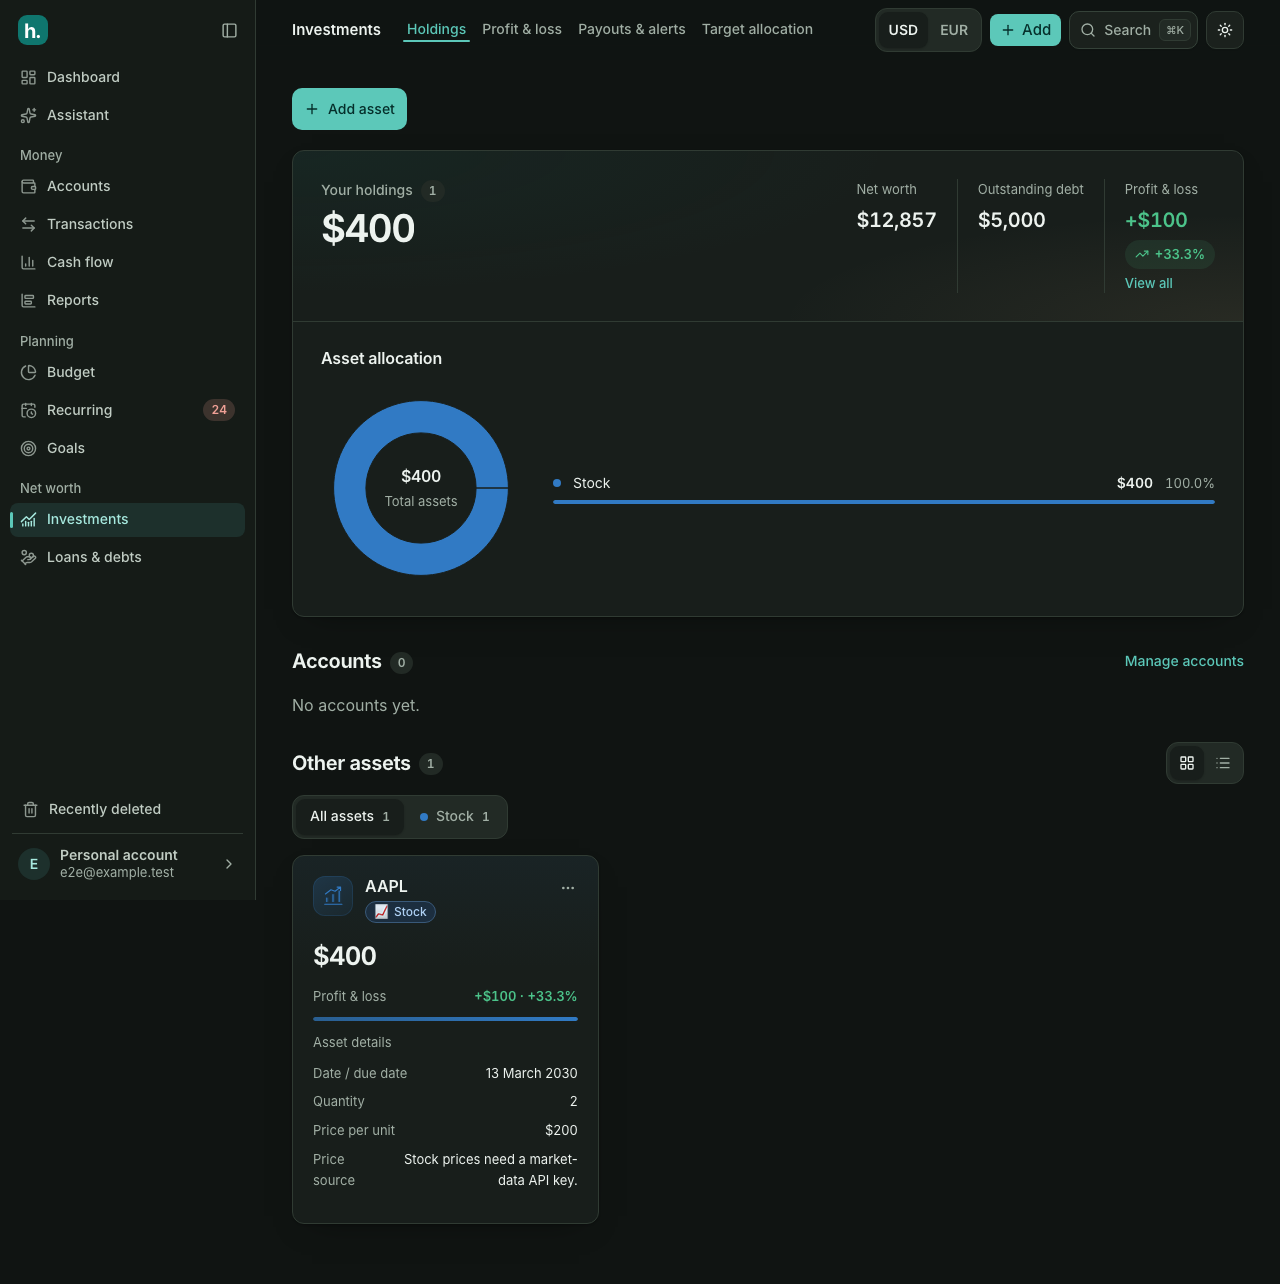 h.
Dashboard
Assistant
Money
Accounts
Transactions
Cash flow
Reports
Planning
Budget
Recurring 24
Goals
Net worth
Investments
Loans & debts
Recently deleted
E
Personal account
e2e@example.test
Investments Holdings Profit & loss Payouts & alerts Target allocation USD EUR + Add Search ⌘K
+ Add asset
Your holdings 1
$400
Net worth
$12,857
Outstanding debt
$5,000
Profit & loss
+$100
+33.3%
View all
Asset allocation
$400
Total assets
Stock $400 100.0%
Accounts 0 Manage accounts
No accounts yet.
Other assets 1
All assets 1 Stock 1
AAPL
Stock
$400
Profit & loss +$100 · +33.3%
Asset details
Date / due date 13 March 2030
Quantity 2
Price per unit $200
Price source Stock prices need a market-
data API key.